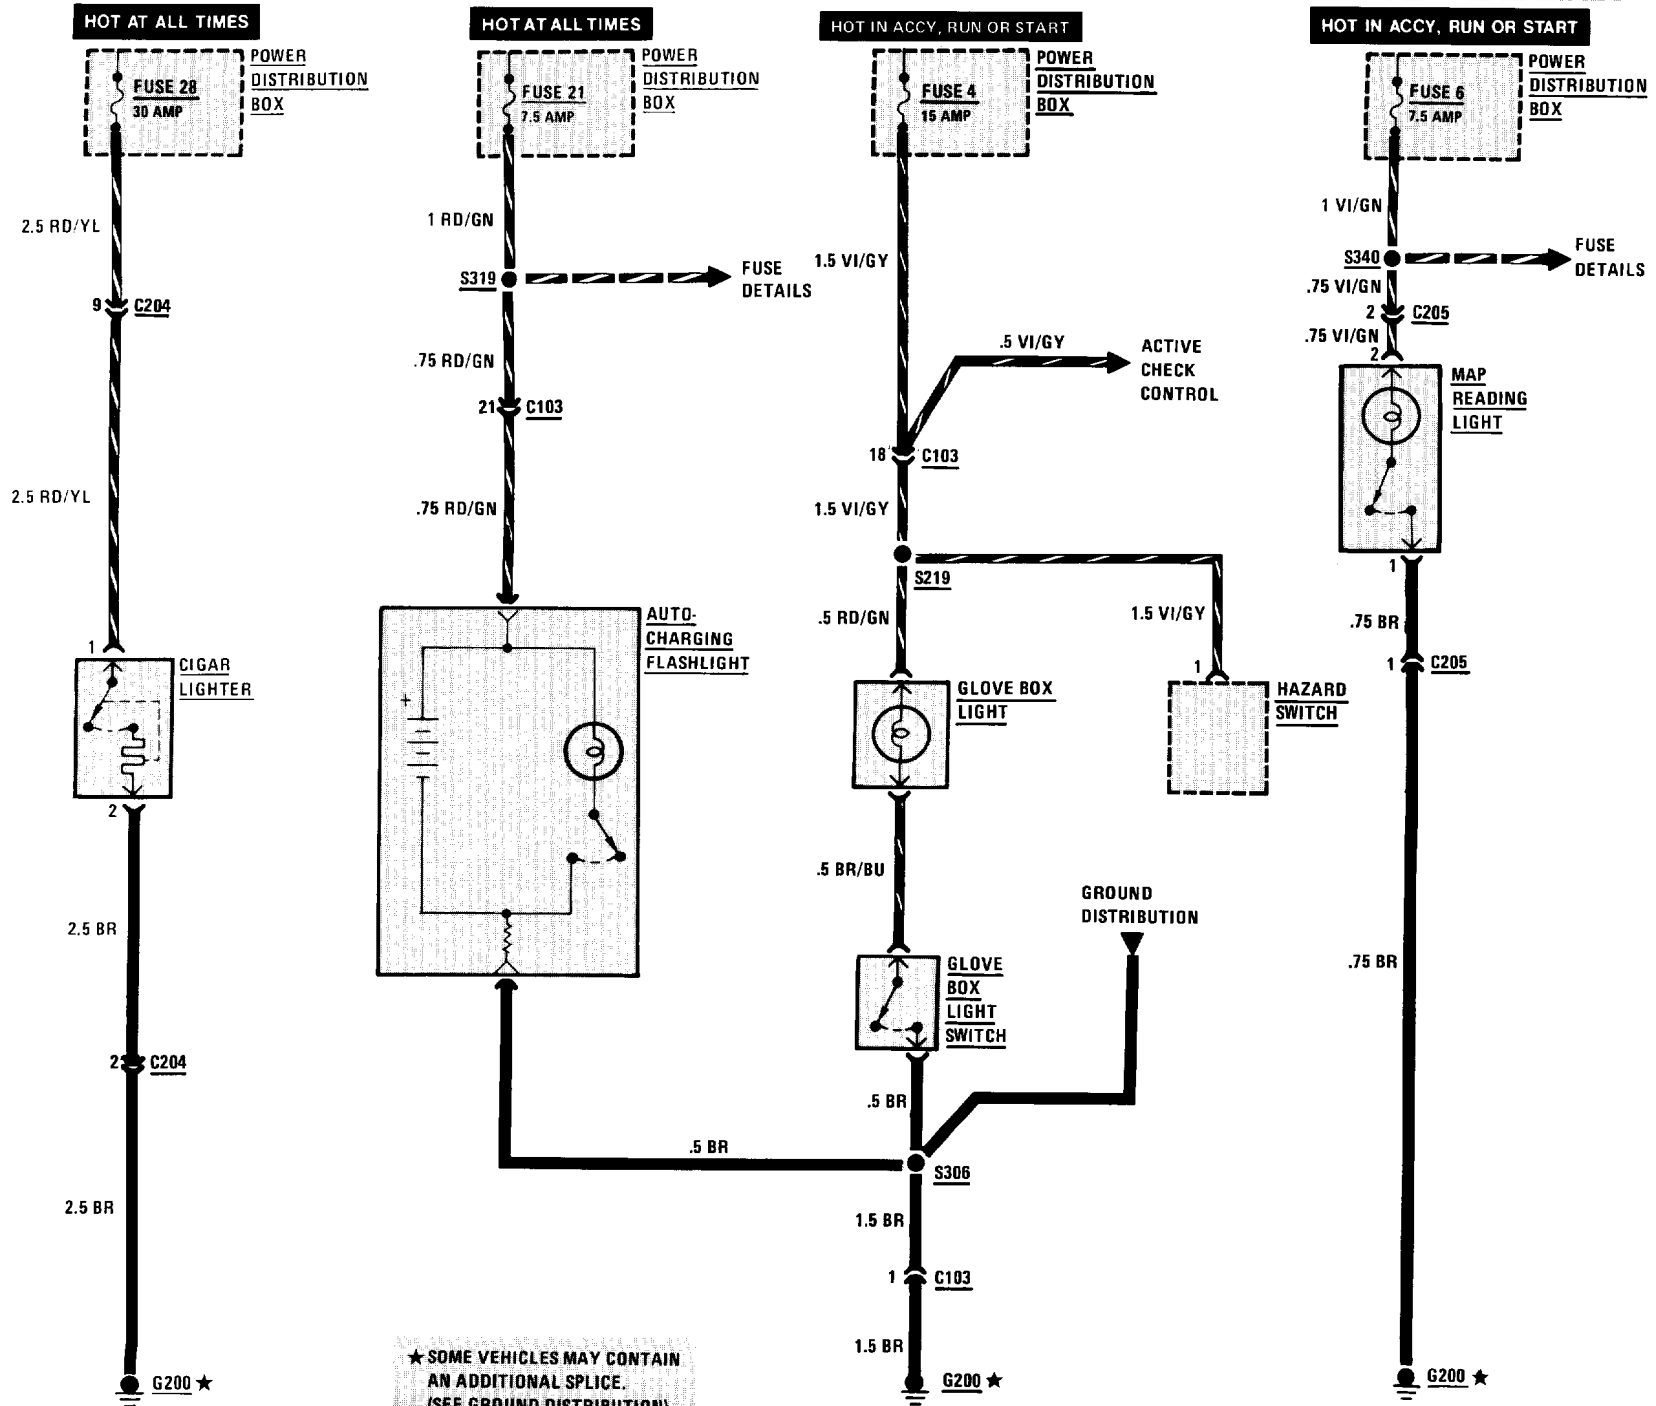 HOT AT ALL TIMES
POWER
DISTRIBUTION
BOX
FUSE 28
30 AMP
2.5 RD/YL
9
C204
2.5 RD/YL
1
CIGAR
LIGHTER
2
2.5 BR
2
C204
2.5 BR
G200 ★
HOT AT ALL TIMES
POWER
DISTRIBUTION
BOX
FUSE 21
7.5 AMP
1 RD/GN
S319
FUSE
DETAILS
.75 RD/GN
21
C103
.75 RD/GN
AUTO-
CHARGING
FLASHLIGHT
+
.5 BR
★ SOME VEHICLES MAY CONTAIN
AN ADDITIONAL SPLICE.
(SEE GROUND DISTRIBUTION)
HOT IN ACCY, RUN OR START
POWER
DISTRIBUTION
BOX
FUSE 4
15 AMP
1.5 VI/GY
.5 VI/GY
ACTIVE
CHECK
CONTROL
18
C103
1.5 VI/GY
S219
.5 RD/GN
1.5 VI/GY
1
GLOVE BOX
LIGHT
HAZARD
SWITCH
.5 BR/BU
GROUND
DISTRIBUTION
GLOVE
BOX
LIGHT
SWITCH
.5 BR
S306
1.5 BR
1
C103
1.5 BR
G200 ★
HOT IN ACCY, RUN OR START
POWER
DISTRIBUTION
BOX
FUSE 6
7.5 AMP
1 VI/GN
S340
FUSE
DETAILS
.75 VI/GN
2
C205
.75 VI/GN
2
MAP
READING
LIGHT
1
.75 BR
1
C205
.75 BR
G200 ★